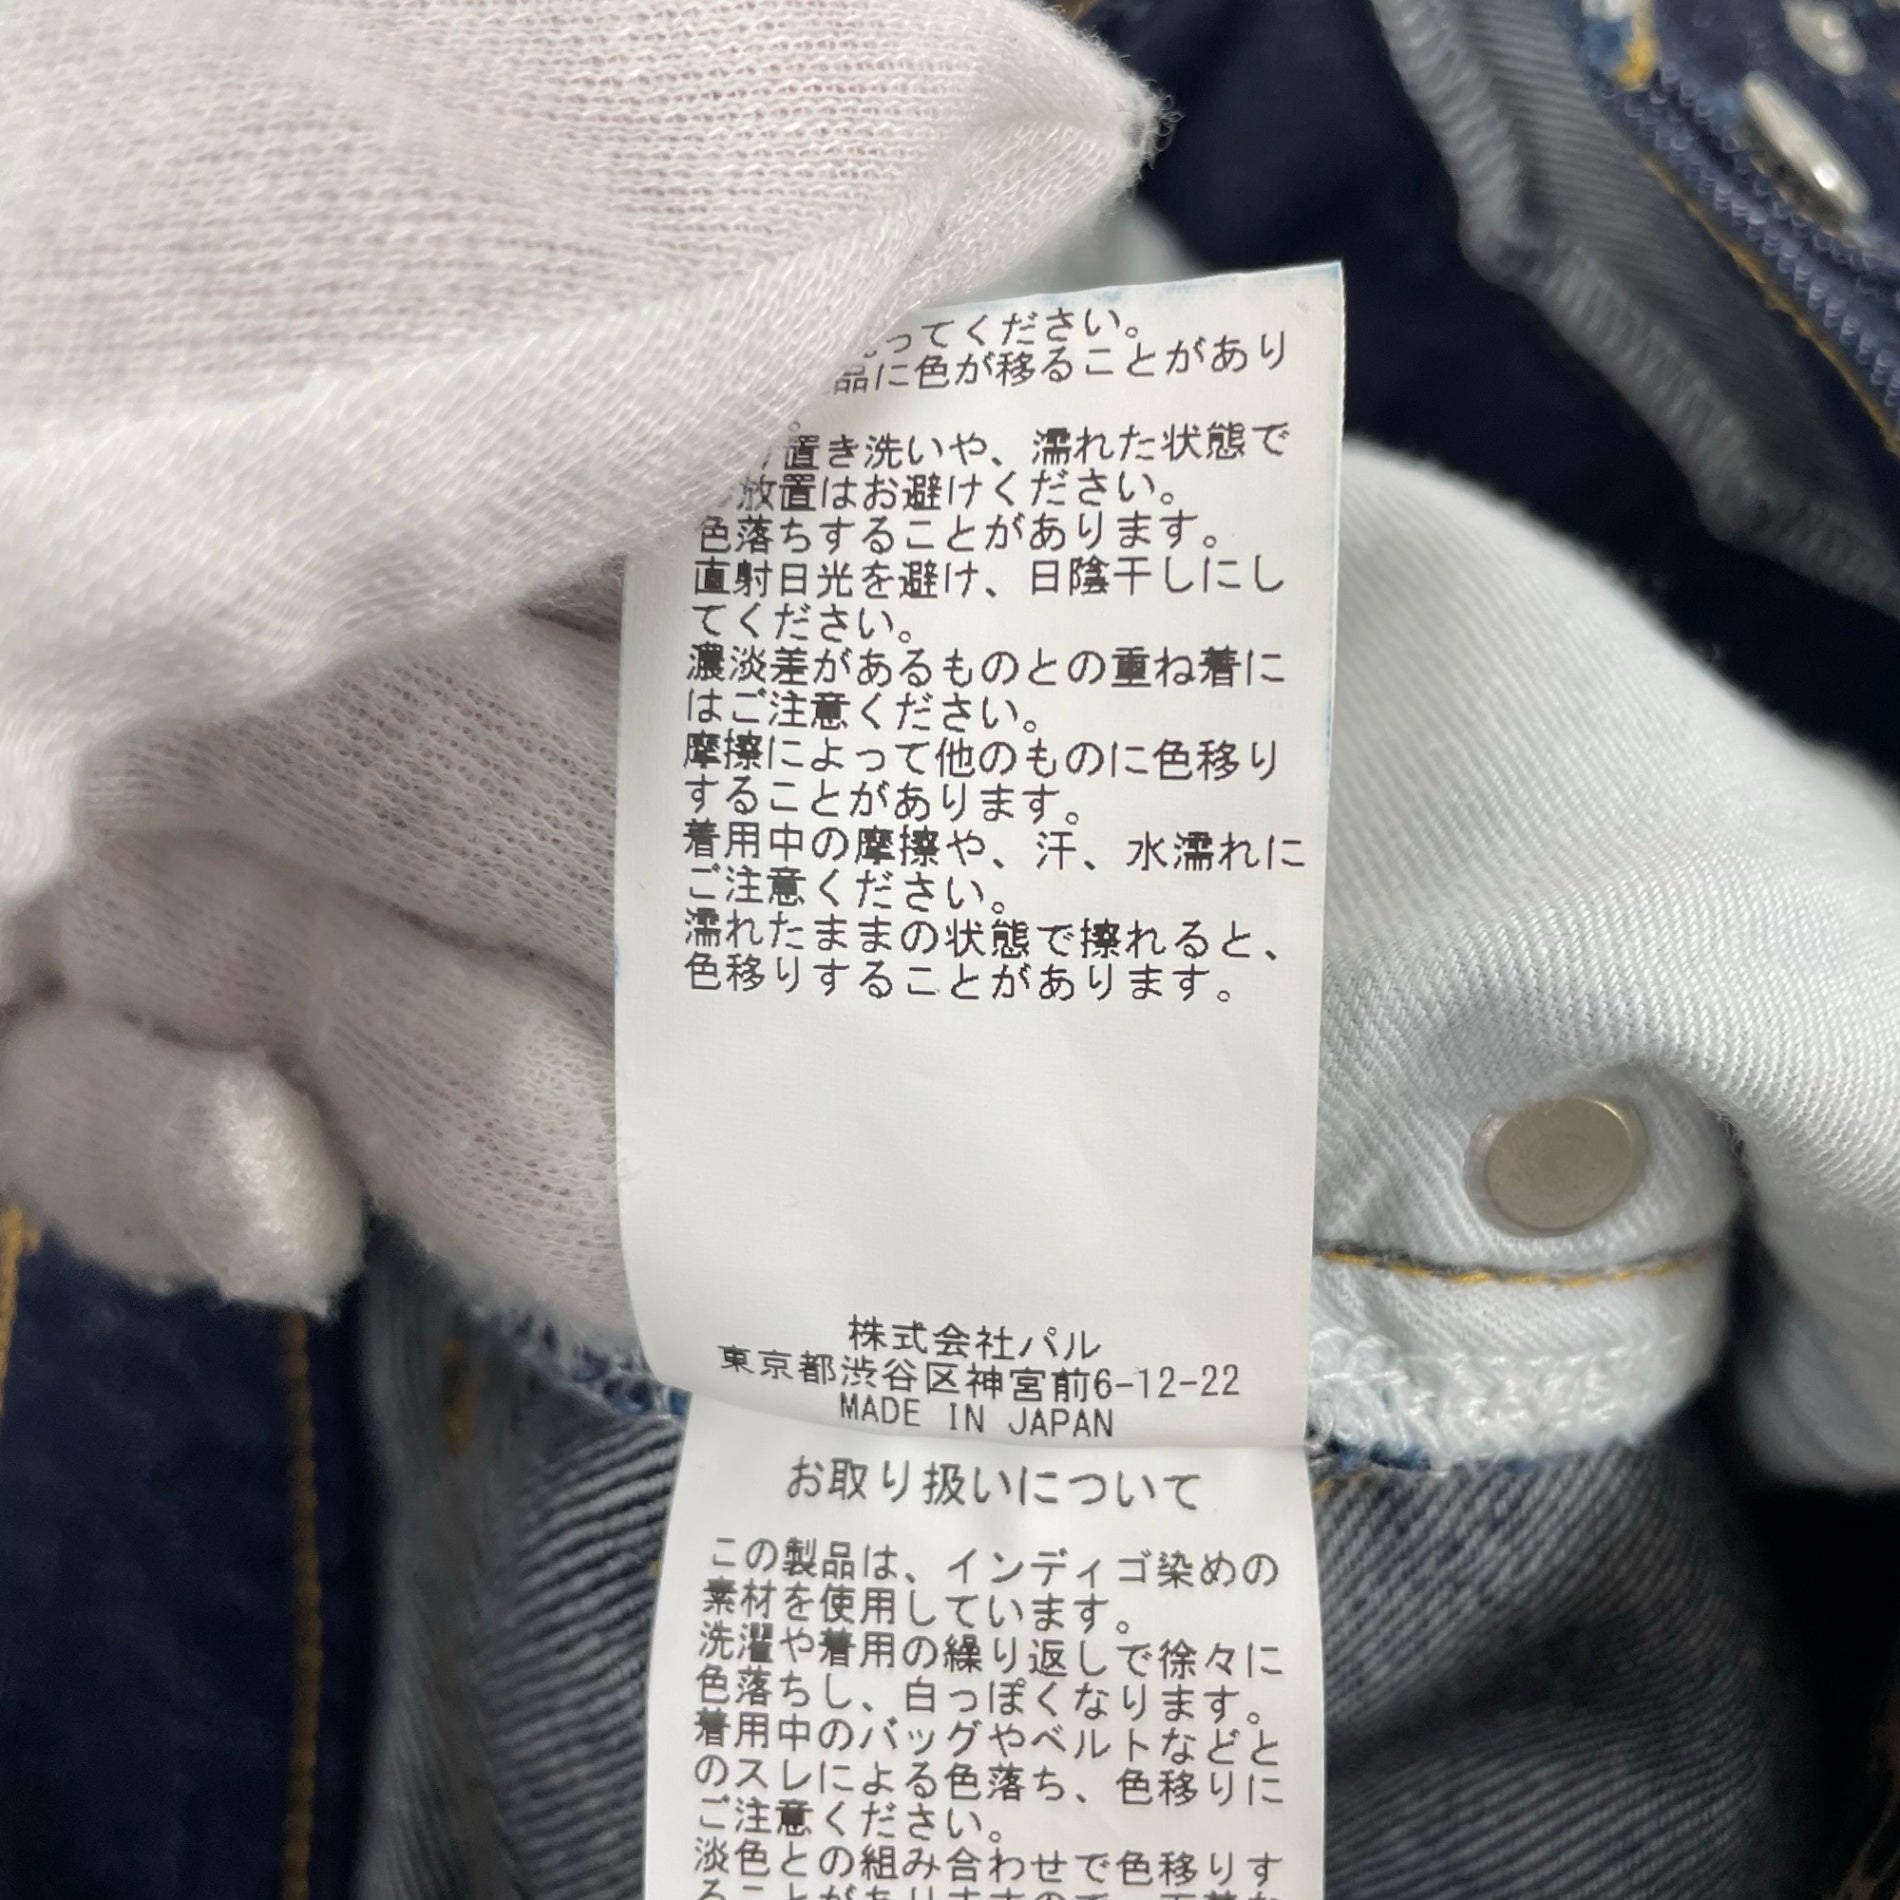 ってください。
品に色が移ることがあり
。
置き洗いや、濡れた状態で
放置はお避けください。
色落ちすることがあります。
直射日光を避け、日陰干しにし
てください。
濃淡差があるものとの重ね着に
はご注意ください。
摩擦によって他のものに色移り
することがあります。
着用中の摩擦や、汗、水濡れに
ご注意ください。
濡れたままの状態で擦れると、
色移りすることがあります。
株式会社パル
東京都渋谷区神宮前6-12-22
MADE IN JAPAN
お取り扱いについて
この製品は、インディゴ染めの
素材を使用しています。
洗濯や着用の繰り返しで徐々に
色落ちし、白っぽくなります。
着用中のバッグやベルトなどと
のスレによる色落ち、色移りに
ご注意ください。
淡色との組み合わせで色移りす
ることがありますので、